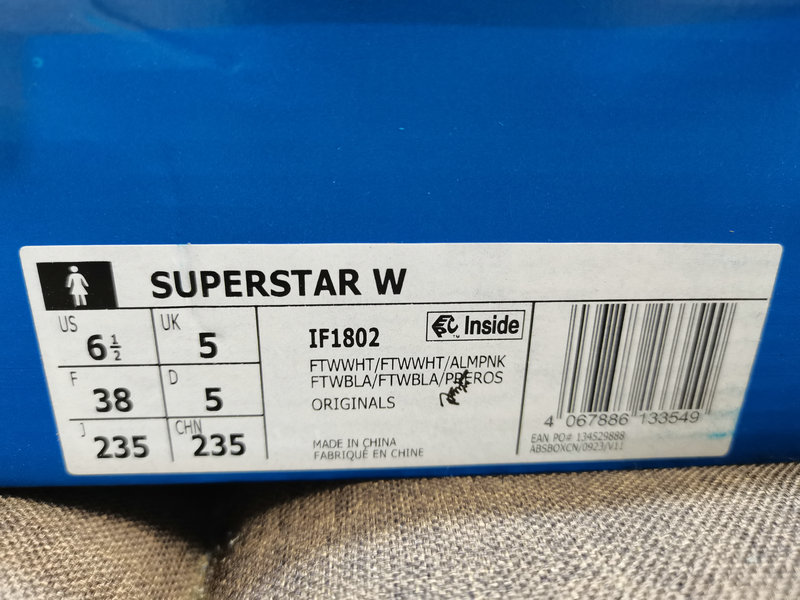 SUPERSTAR W
US 6½ UK 5
F 38 D 5
J 235 CHN 235
IF1802
Inside
FTWWHT/FTWWHT/ALMPNK
FTWBLA/FTWBLA/PREROS
ORIGINALS
MADE IN CHINA
FABRIQUÉ EN CHINE
4 067886 133549
EAN PO# 134529888
ABSBOXCN/0923/V11